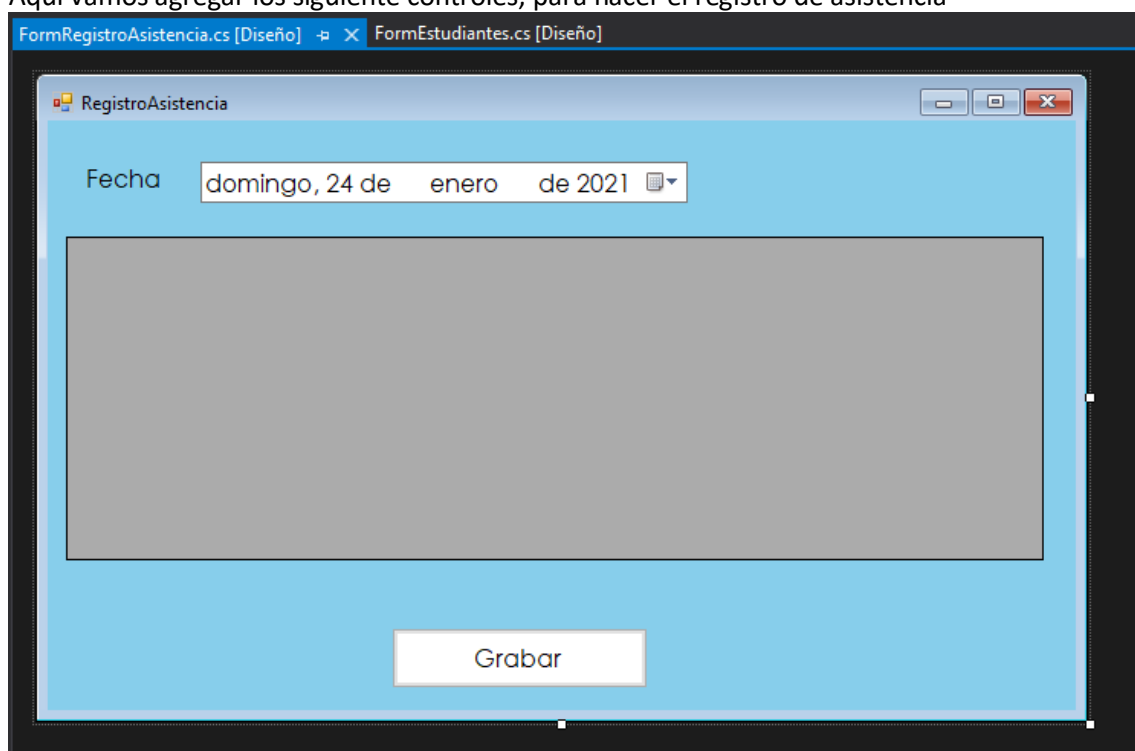 Aquí vamos agregar los siguiente controles, para hacer el registro de asistencia
FormRegistroAsistencia.cs [Diseño] FormEstudiantes.cs [Diseño]
RegistroAsistencia
Fecha domingo, 24 de enero de 2021
Grabar